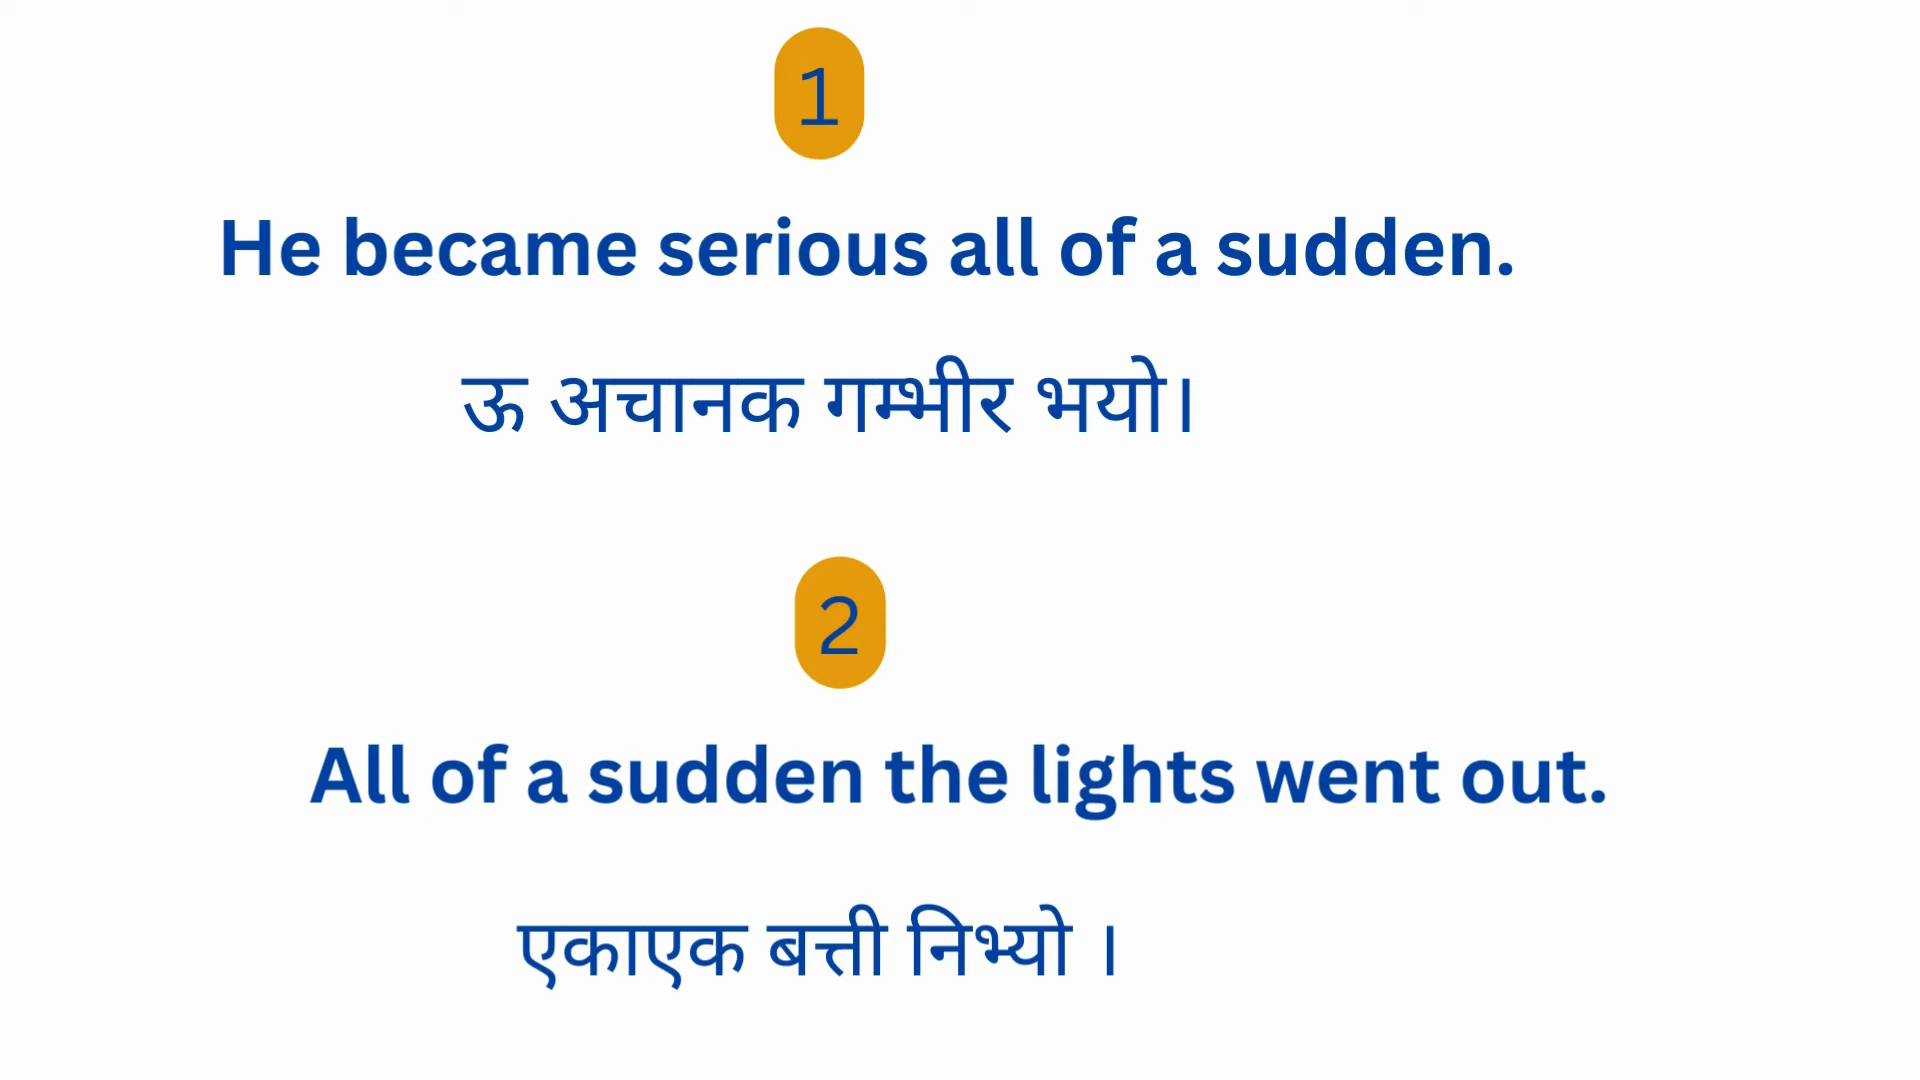 1
He became serious all of a sudden.
ऊ अचानक गम्भीर भयो।
2
All of a sudden the lights went out.
एकाएक बत्ती निभ्यो ।